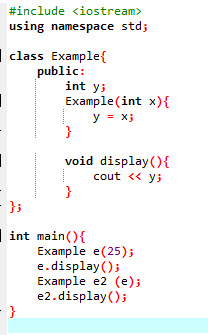 #include <iostream>
using namespace std;

class Example{
    public:
        int y;
        Example(int x){
            y = x;
        }

        void display(){
            cout << y;
        }
};

int main(){
    Example e(25);
    e.display();
    Example e2 (e);
    e2.display();
}